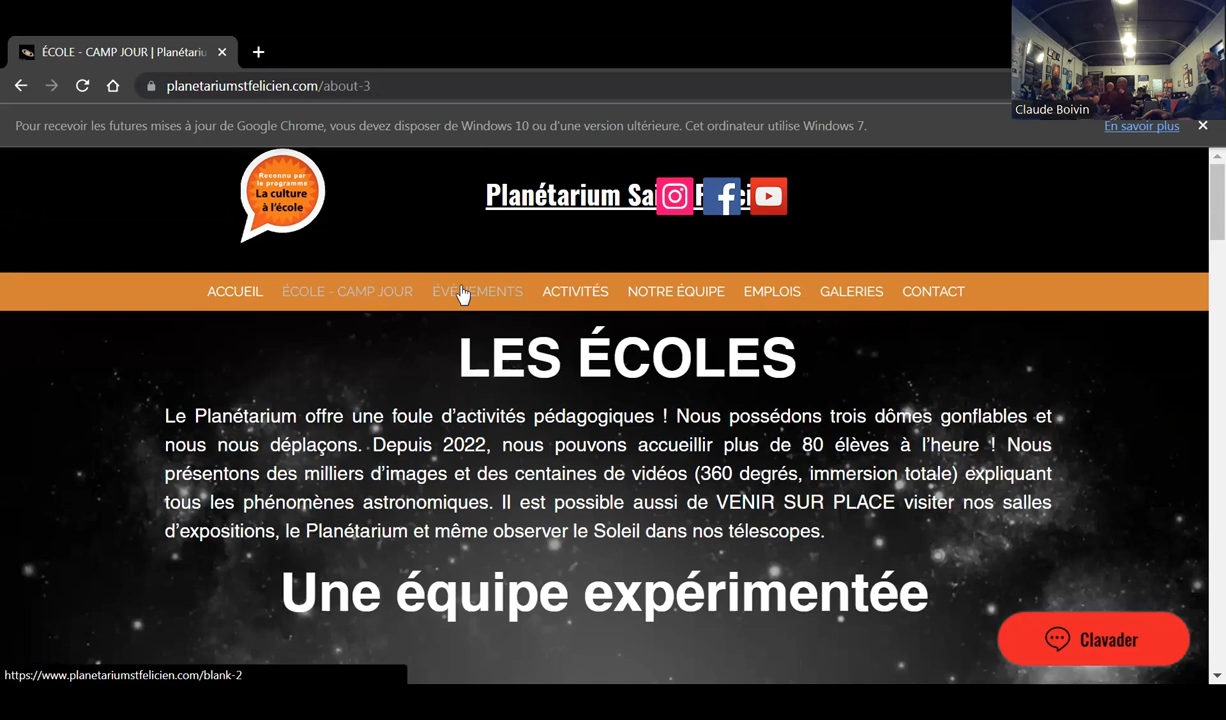 ÉCOLE - CAMP JOUR | Planétariu
planetariumstfelicien.com/about-3
Claude Boivin
Pour recevoir les futures mises à jour de Google Chrome, vous devez disposer de Windows 10 ou d'une version ultérieure. Cet ordinateur utilise Windows 7.
En savoir plus
Reconnu par
le programme
La culture
à l'école
Planétarium
ACCUEIL ÉCOLE - CAMP JOUR ÉVÉNEMENTS ACTIVITÉS NOTRE ÉQUIPE EMPLOIS GALERIES CONTACT
LES ÉCOLES
Le Planétarium offre une foule d'activités pédagogiques ! Nous possédons trois dômes gonflables et
nous nous déplaçons. Depuis 2022, nous pouvons accueillir plus de 80 élèves à l'heure ! Nous
présentons des milliers d'images et des centaines de vidéos (360 degrés, immersion totale) expliquant
tous les phénomènes astronomiques. Il est possible aussi de VENIR SUR PLACE visiter nos salles
d'expositions, le Planétarium et même observer le Soleil dans nos télescopes.
Une équipe expérimentée
Clavader
https://www.planetariumstfelicien.com/blank-2